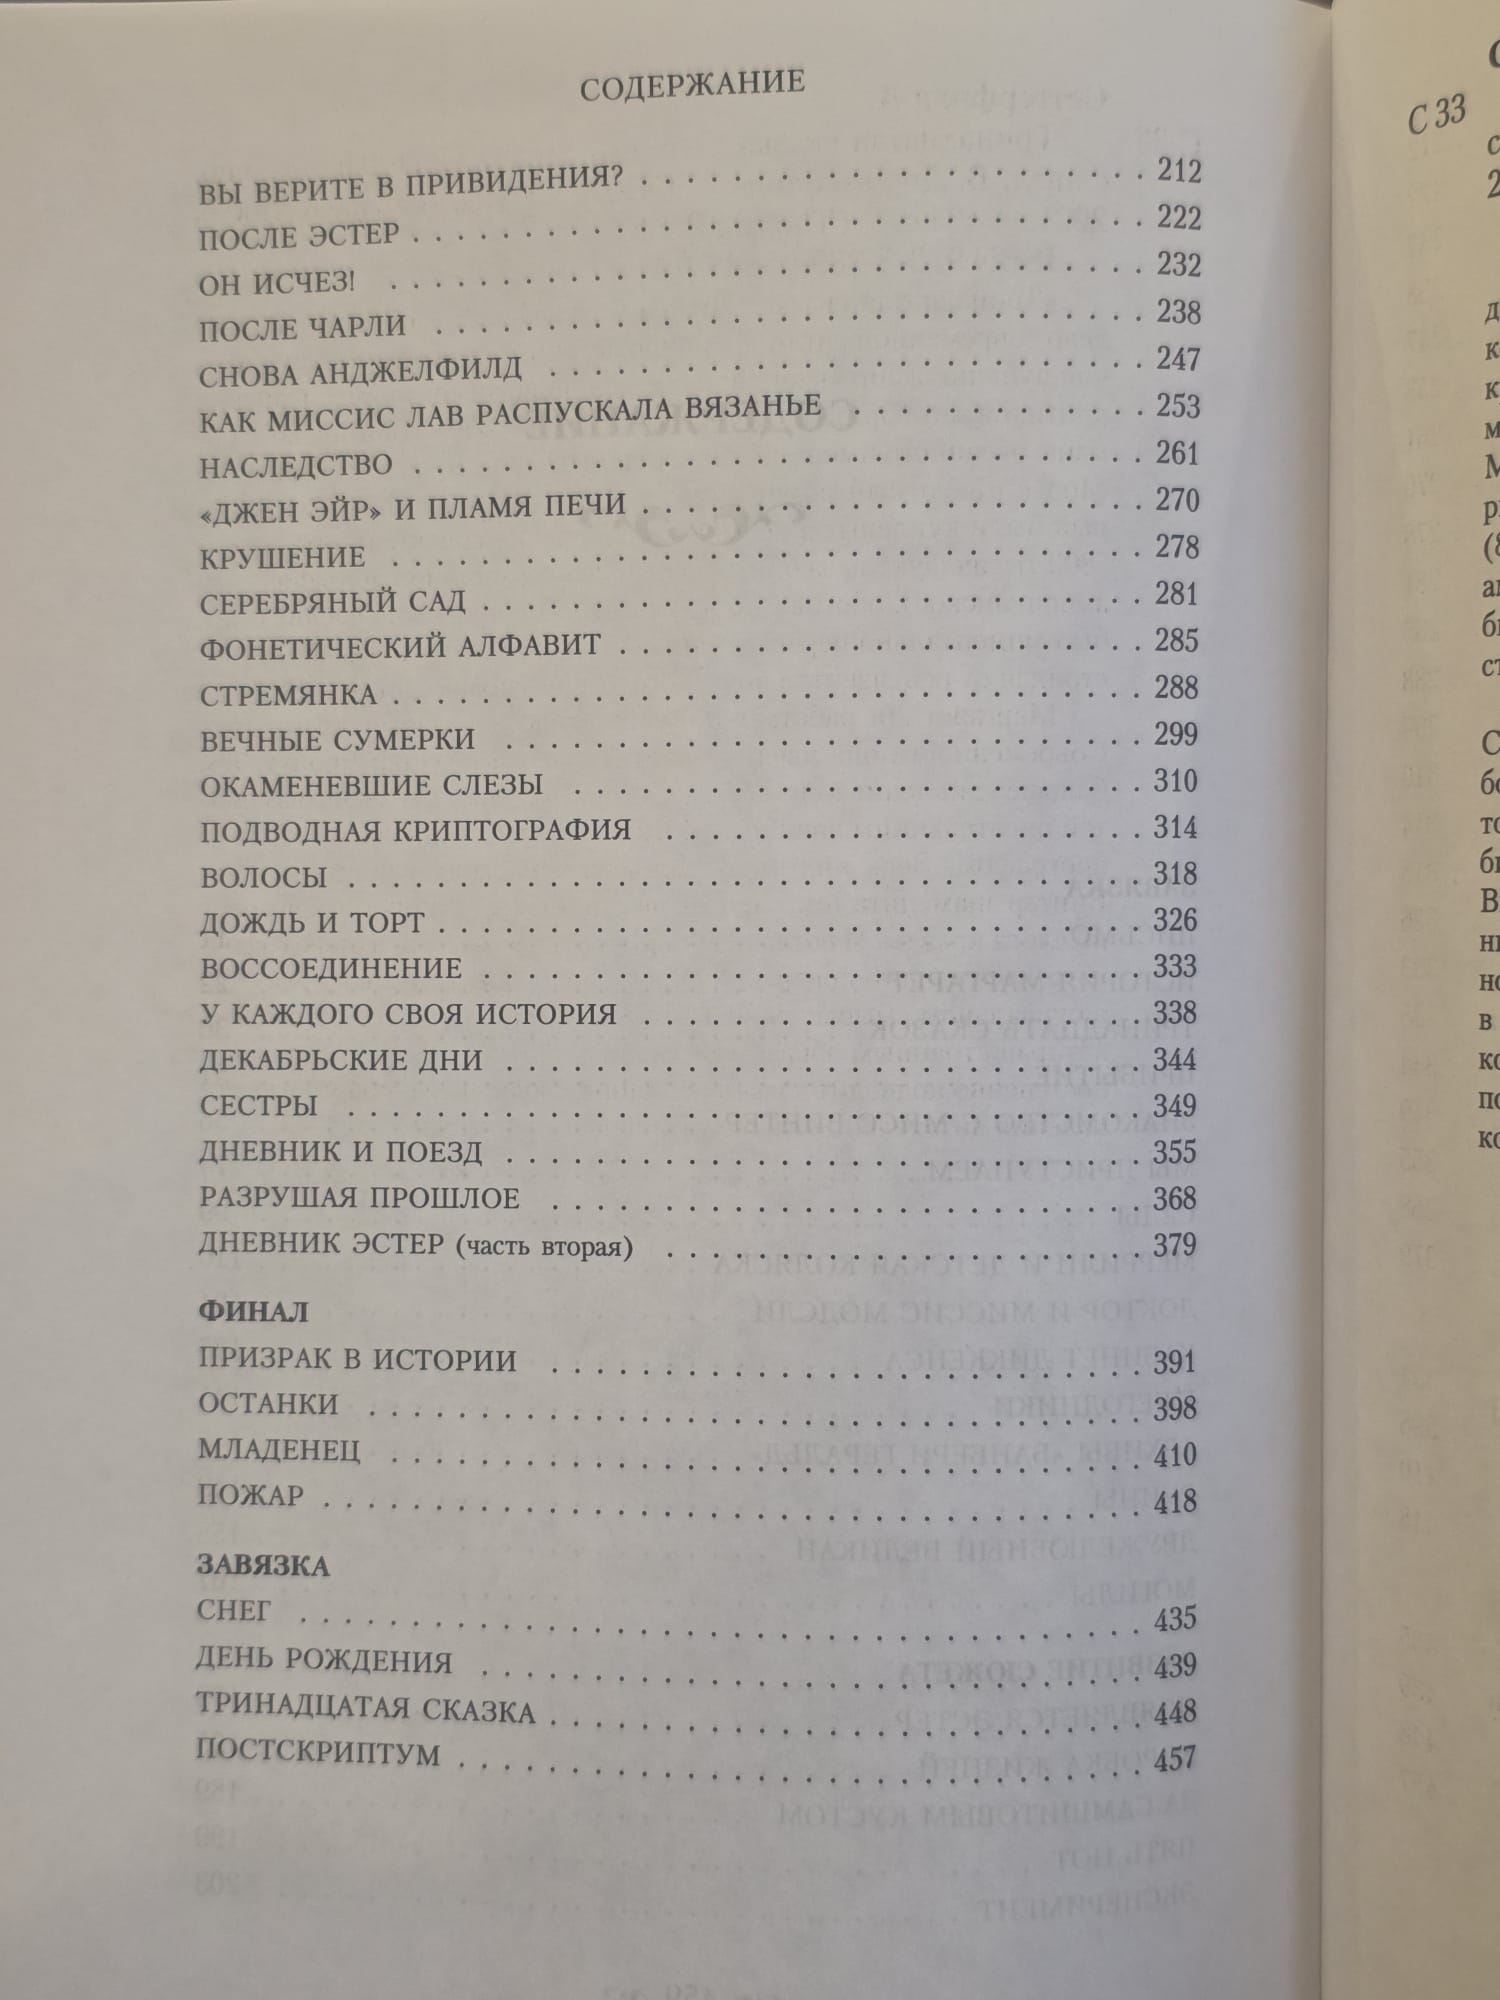 СОДЕРЖАНИЕ
ВЫ ВЕРИТЕ В ПРИВИДЕНИЯ? . . . . . . . . . . . . . . . . . . . . . . 212
ПОСЛЕ ЭСТЕР . . . . . . . . . . . . . . . . . . . . . . . . . . . . . . . . 222
ОН ИСЧЕЗ! . . . . . . . . . . . . . . . . . . . . . . . . . . . . . . . . . 232
ПОСЛЕ ЧАРЛИ . . . . . . . . . . . . . . . . . . . . . . . . . . . . . . . 238
СНОВА АНДЖЕЛФИЛД . . . . . . . . . . . . . . . . . . . . . . . . . . 247
КАК МИССИС ЛАВ РАСПУСКАЛА ВЯЗАНЬЕ . . . . . . . . . . . . . 253
НАСЛЕДСТВО . . . . . . . . . . . . . . . . . . . . . . . . . . . . . . . . 261
«ДЖЕН ЭЙР» И ПЛАМЯ ПЕЧИ . . . . . . . . . . . . . . . . . . . . . . 270
КРУШЕНИЕ . . . . . . . . . . . . . . . . . . . . . . . . . . . . . . . . . 278
СЕРЕБРЯНЫЙ САД . . . . . . . . . . . . . . . . . . . . . . . . . . . . . 281
ФОНЕТИЧЕСКИЙ АЛФАВИТ . . . . . . . . . . . . . . . . . . . . . . . 285
СТРЕМЯНКА . . . . . . . . . . . . . . . . . . . . . . . . . . . . . . . . . 288
ВЕЧНЫЕ СУМЕРКИ . . . . . . . . . . . . . . . . . . . . . . . . . . . . 299
ОКАМЕНЕВШИЕ СЛЕЗЫ . . . . . . . . . . . . . . . . . . . . . . . . . 310
ПОДВОДНАЯ КРИПТОГРАФИЯ . . . . . . . . . . . . . . . . . . . . . 314
ВОЛОСЫ . . . . . . . . . . . . . . . . . . . . . . . . . . . . . . . . . . . 318
ДОЖДЬ И ТОРТ . . . . . . . . . . . . . . . . . . . . . . . . . . . . . . . 326
ВОССОЕДИНЕНИЕ . . . . . . . . . . . . . . . . . . . . . . . . . . . . . 333
У КАЖДОГО СВОЯ ИСТОРИЯ . . . . . . . . . . . . . . . . . . . . . . 338
ДЕКАБРЬСКИЕ ДНИ . . . . . . . . . . . . . . . . . . . . . . . . . . . . 344
СЕСТРЫ . . . . . . . . . . . . . . . . . . . . . . . . . . . . . . . . . . . 349
ДНЕВНИК И ПОЕЗД . . . . . . . . . . . . . . . . . . . . . . . . . . . . 355
РАЗРУШАЯ ПРОШЛОЕ . . . . . . . . . . . . . . . . . . . . . . . . . . 368
ДНЕВНИК ЭСТЕР (часть вторая) . . . . . . . . . . . . . . . . . . . . . 379
ФИНАЛ
ПРИЗРАК В ИСТОРИИ . . . . . . . . . . . . . . . . . . . . . . . . . . 391
ОСТАНКИ . . . . . . . . . . . . . . . . . . . . . . . . . . . . . . . . . . 398
МЛАДЕНЕЦ . . . . . . . . . . . . . . . . . . . . . . . . . . . . . . . . . 410
ПОЖАР . . . . . . . . . . . . . . . . . . . . . . . . . . . . . . . . . . . . 418
ЗАВЯЗКА
СНЕГ . . . . . . . . . . . . . . . . . . . . . . . . . . . . . . . . . . . . . 435
ДЕНЬ РОЖДЕНИЯ . . . . . . . . . . . . . . . . . . . . . . . . . . . . . 439
ТРИНАДЦАТАЯ СКАЗКА . . . . . . . . . . . . . . . . . . . . . . . . . . 448
ПОСТСКРИПТУМ . . . . . . . . . . . . . . . . . . . . . . . . . . . . . . 457
С 33